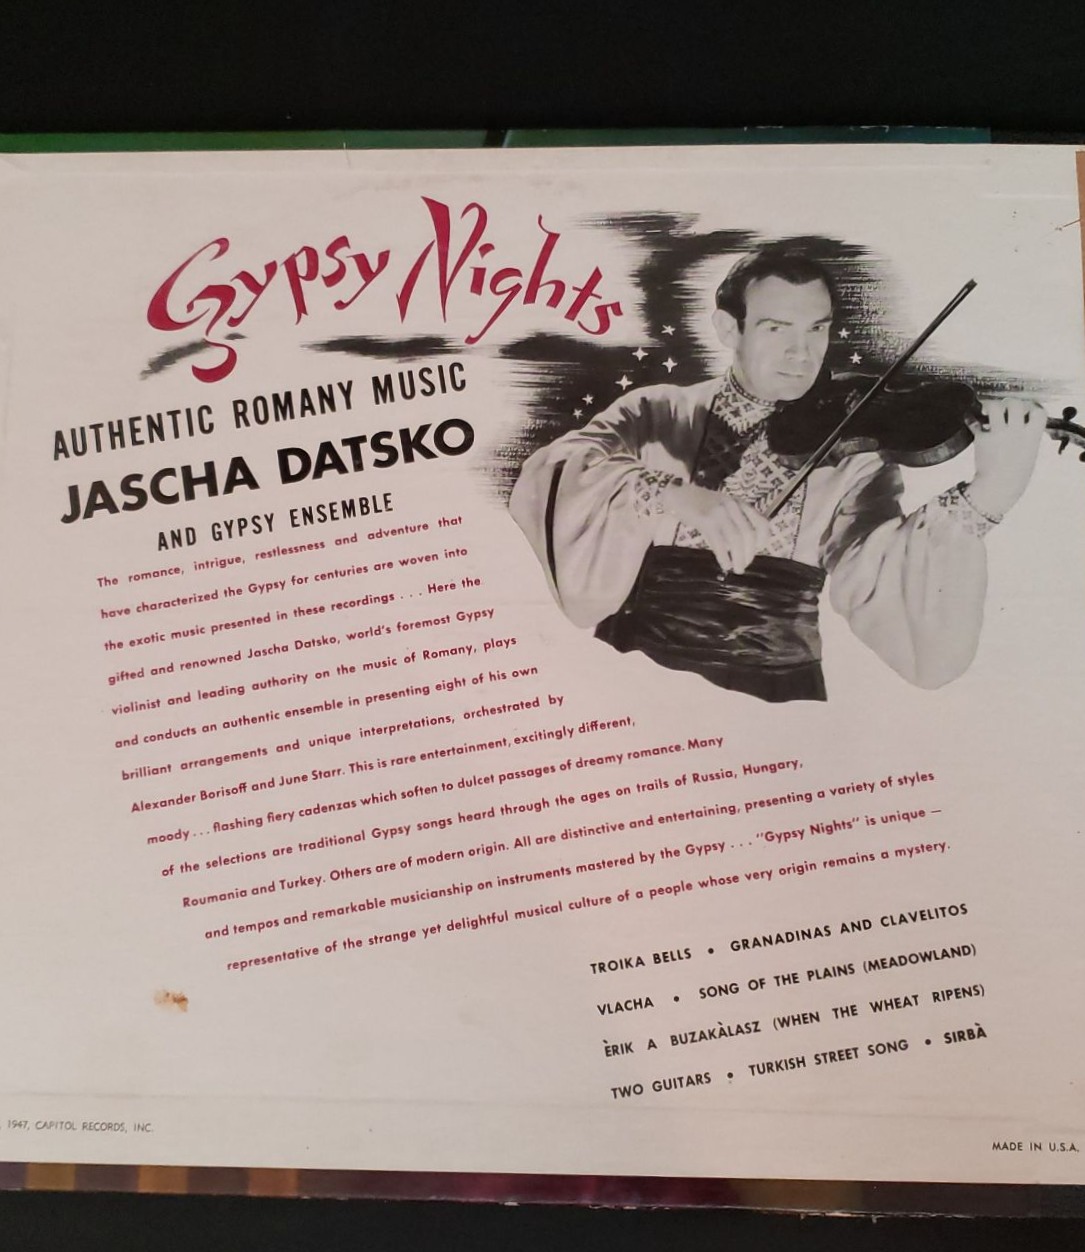 Gypsy Nights
AUTHENTIC ROMANY MUSIC
JASCHA DATSKO
AND GYPSY ENSEMBLE
The romance, intrigue, restlessness and adventure that
have characterized the Gypsy for centuries are woven into
the exotic music presented in these recordings . . . Here the
gifted and renowned Jascha Datsko, world's foremost Gypsy
violinist and leading authority on the music of Romany, plays
and conducts an authentic ensemble in presenting eight of his own
brilliant arrangements and unique interpretations, orchestrated by
Alexander Borisoff and June Starr. This is rare entertainment, excitingly different,
moody . . . flashing fiery cadenzas which soften to dulcet passages of dreamy romance. Many
of the selections are traditional Gypsy songs heard through the ages on trails of Russia, Hungary,
Roumania and Turkey. Others are of modern origin. All are distinctive and entertaining, presenting a variety of styles
and tempos and remarkable musicianship on instruments mastered by the Gypsy . . . "Gypsy Nights" is unique —
representative of the strange yet delightful musical culture of a people whose very origin remains a mystery.
TROIKA BELLS • GRANADINAS AND CLAVELITOS
VLACHA • SONG OF THE PLAINS (MEADOWLAND)
ÈRIK A BUZAKÀLASZ (WHEN THE WHEAT RIPENS)
TWO GUITARS • TURKISH STREET SONG • SIRBÀ
1947, CAPITOL RECORDS, INC.
MADE IN U.S.A.